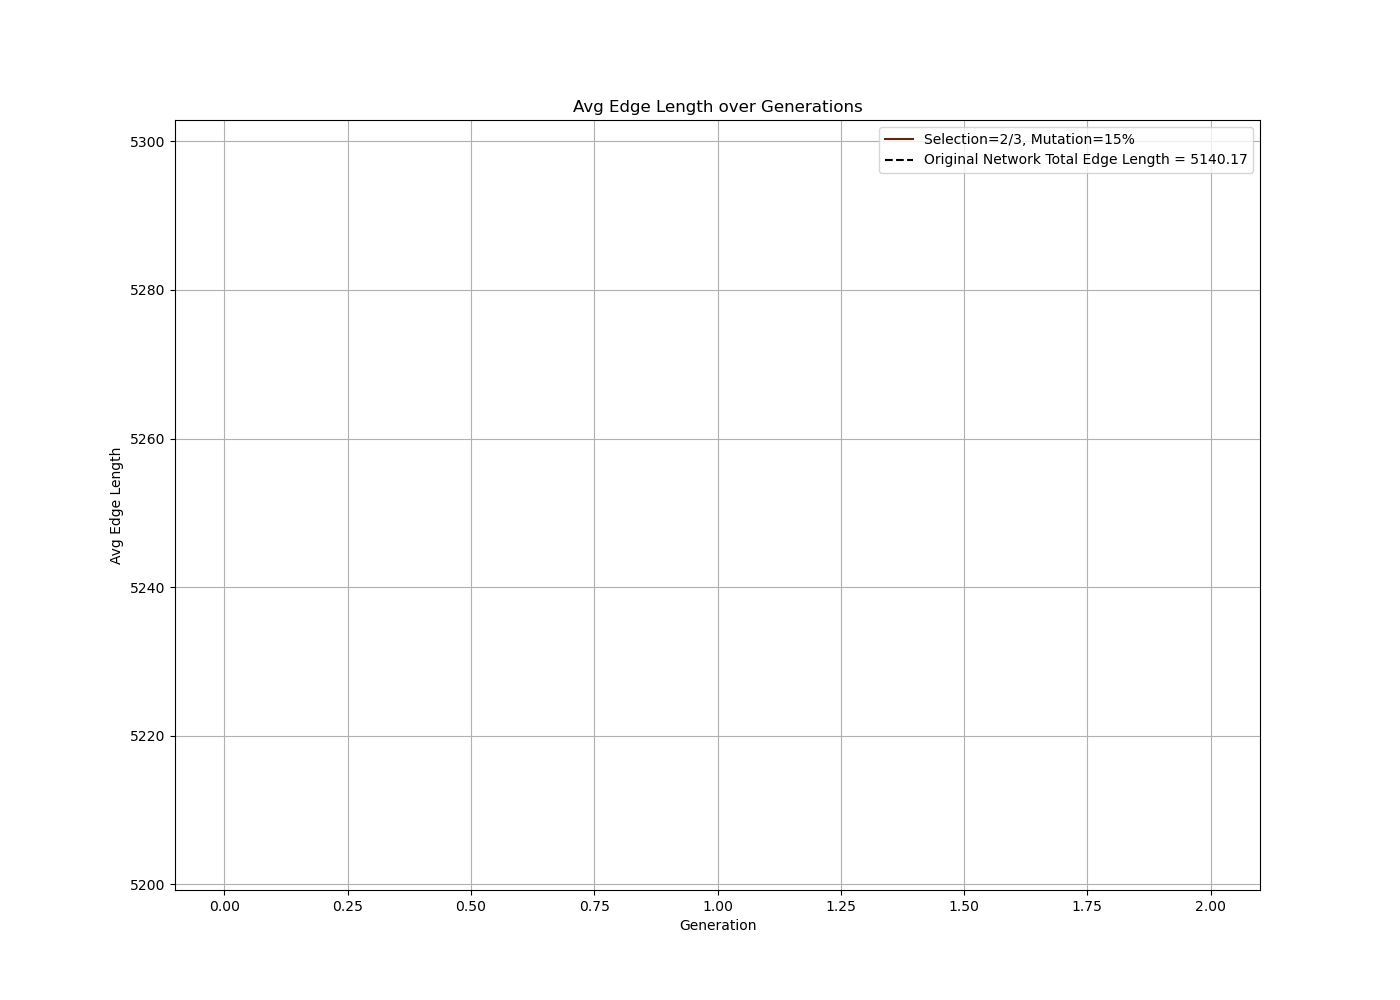 Avg Edge Length over Generations
Selection=2/3, Mutation=15%
Original Network Total Edge Length = 5140.17
5300
5280
5260
5240
5220
5200
Avg Edge Length
0.00 0.25 0.50 0.75 1.00 1.25 1.50 1.75 2.00
Generation